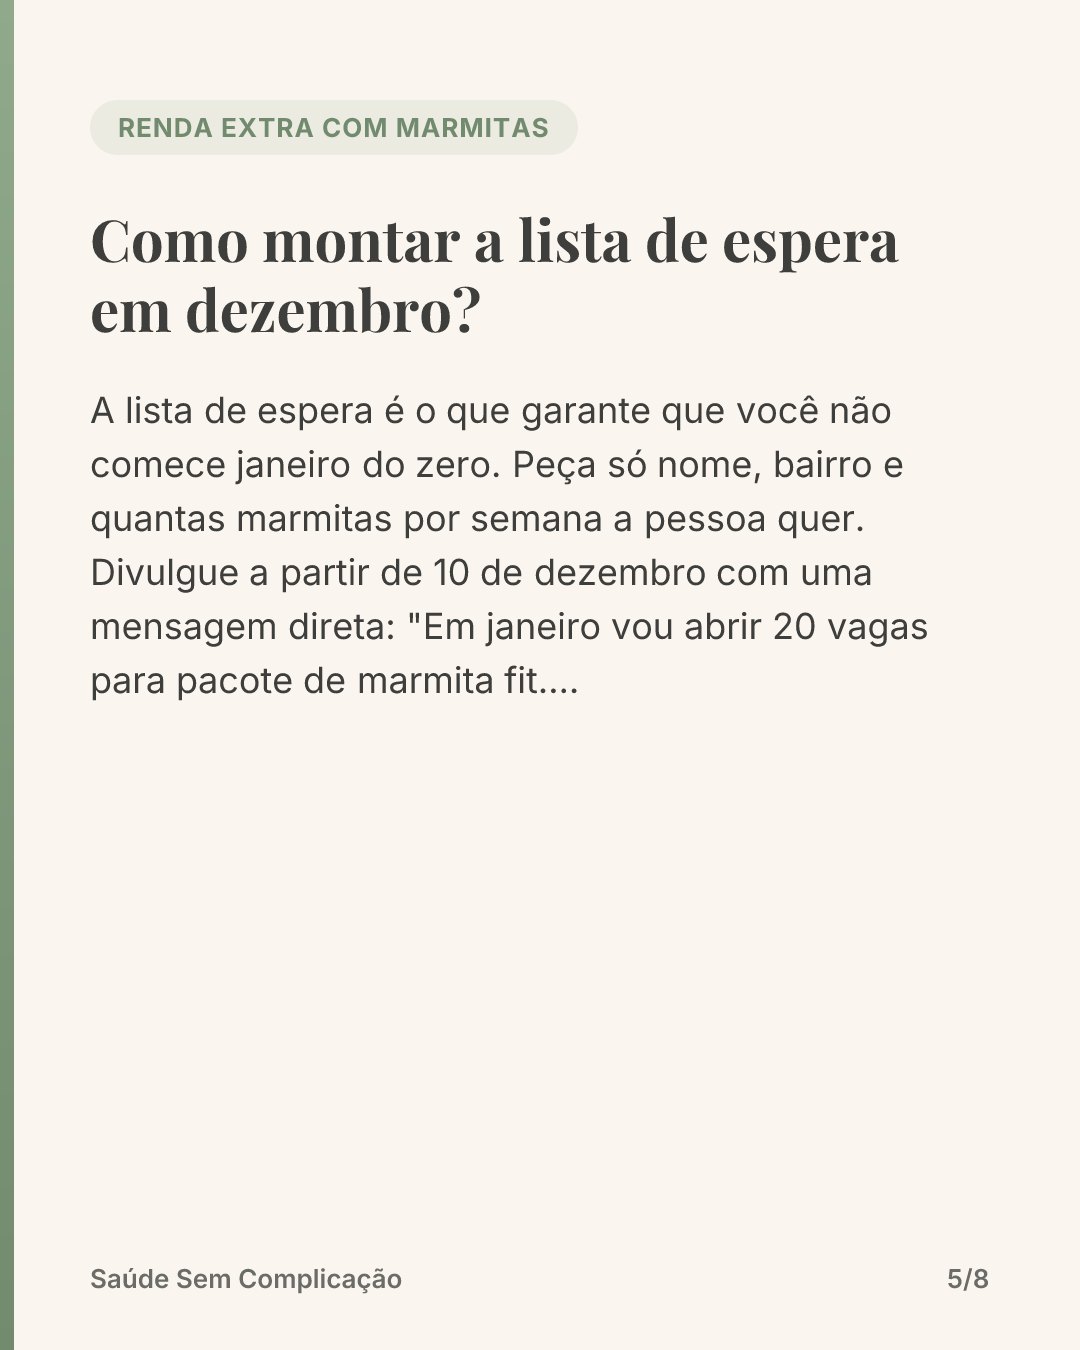 RENDA EXTRA COM MARMITAS
Como montar a lista de espera
em dezembro?
A lista de espera é o que garante que você não
comece janeiro do zero. Peça só nome, bairro e
quantas marmitas por semana a pessoa quer.
Divulgue a partir de 10 de dezembro com uma
mensagem direta: "Em janeiro vou abrir 20 vagas
para pacote de marmita fit....
Saúde Sem Complicação
5/8